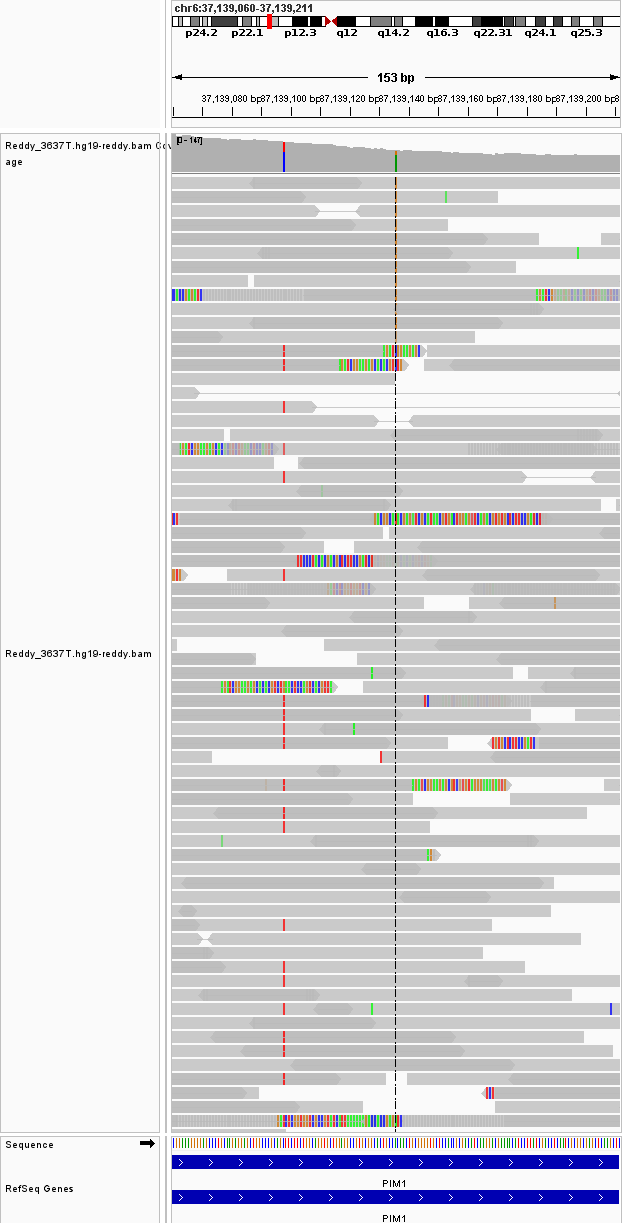 chr6:37,139,060-37,139,211
p24.2 p22.1 p12.3 q12 q14.2 q16.3 q22.31 q24.1 q25.3
153 bp
37,139,080 bp 37,139,100 bp 37,139,120 bp 37,139,140 bp 37,139,160 bp 37,139,180 bp 37,139,200 bp
Reddy_3637T.hg19-reddy.bam Cov
age
[0 - 147]
Reddy_3637T.hg19-reddy.bam
Sequence
RefSeq Genes
PIM1
PIM1